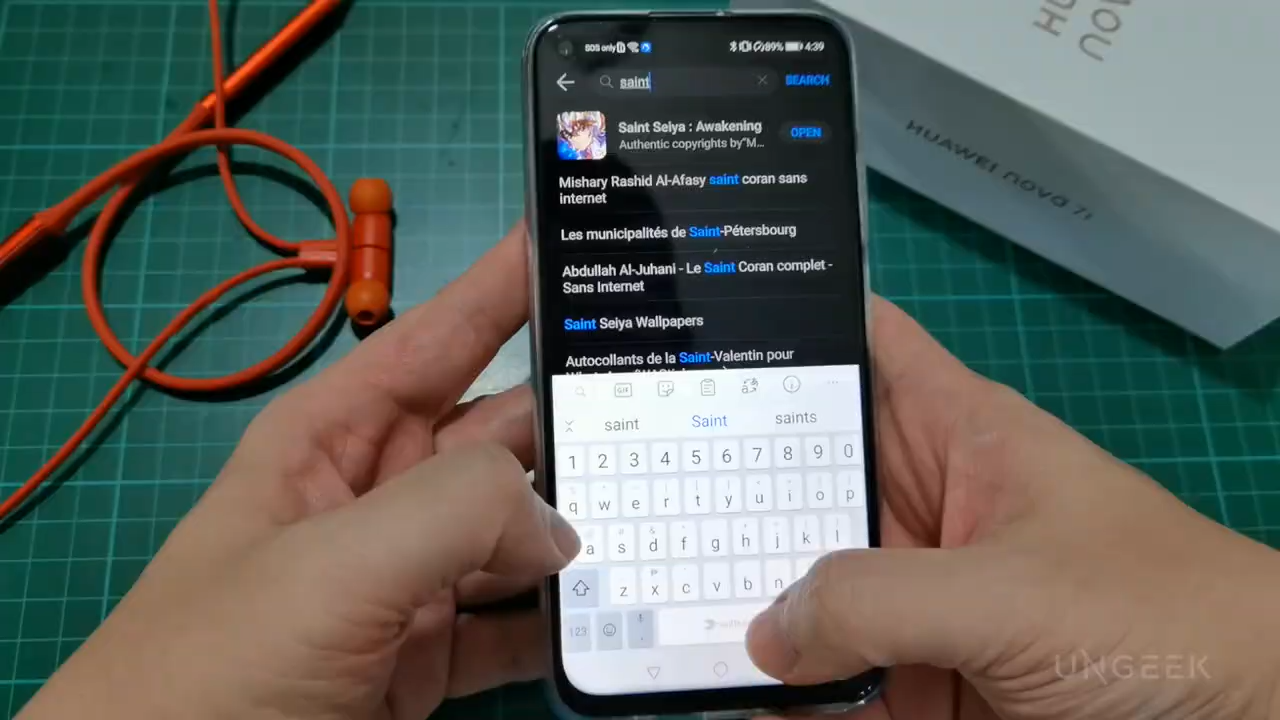 HU
NOV
HUAWEI nova 7i
SOS only
89% 4:39
saint
SEARCH
Saint Seiya : Awakening
OPEN
Authentic copyrights by"M...
Mishary Rashid Al-Afasy saint coran sans
internet
Les municipalités de Saint-Pétersbourg
Abdullah Al-Juhani - Le Saint Coran complet -
Sans Internet
Saint Seiya Wallpapers
Autocollants de la Saint-Valentin pour
GIF
saint Saint saints
1 2 3 4 5 6 7 8 9 0
q w e r t y u i o p
a s d f g h j k l
z x c v b n
123
UNGEEK